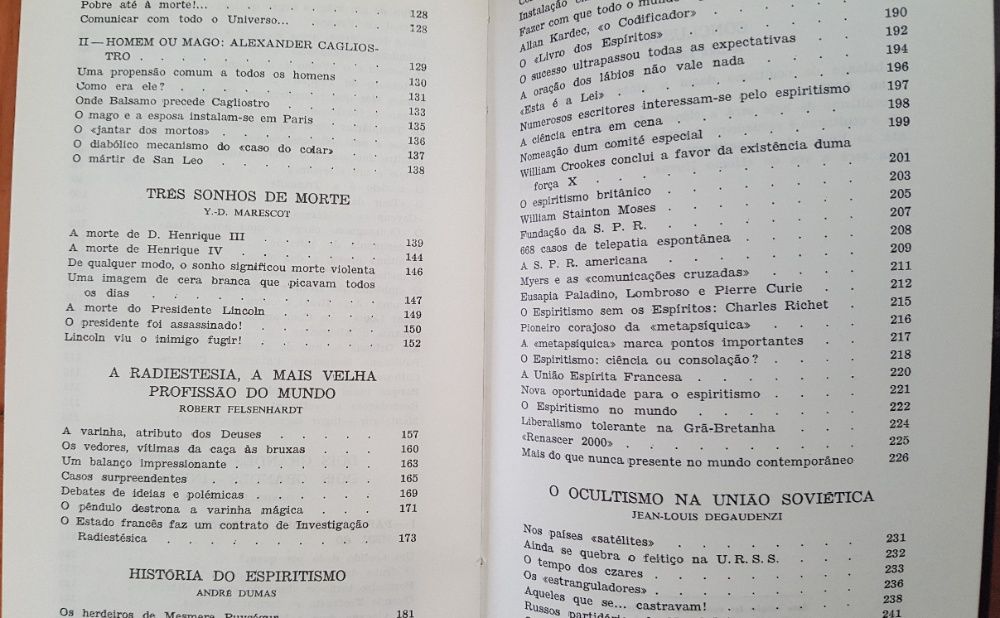 Pobre até à morte!... . . . . . . 128
Comunicar com todo o Universo... . . . . 128
II — HOMEM OU MAGO: ALEXANDER CAGLIOS-
TRO . . . . . . . . . . 129
Uma propensão comum a todos os homens . . 130
Como era ele? . . . . . . . . 131
Onde Balsamo precede Cagliostro . . . . 133
O mago e a esposa instalam-se em Paris . . 135
O «jantar dos mortos» . . . . . . 136
O diabólico mecanismo do «caso do colar» . . 137
O mártir de San Leo . . . . . . 138
TRÊS SONHOS DE MORTE
Y.-D. MARESCOT
A morte de D. Henrique III . . . . . 139
A morte de Henrique IV . . . . . . 144
De qualquer modo, o sonho significou morte violenta 146
Uma imagem de cera branca que picavam todos
os dias . . . . . . . . . 147
A morte do Presidente Lincoln . . . . 149
O presidente foi assassinado! . . . . . 150
Lincoln viu o inimigo fugir! . . . . . 152
A RADIESTESIA, A MAIS VELHA
PROFISSÃO DO MUNDO
ROBERT FELSENHARDT
A varinha, atributo dos Deuses . . . . . 157
Os vedores, vítimas da caça às bruxas . . . 160
Um balanço impressionante . . . . . . 163
Casos surpreendentes . . . . . . . 165
Debates de ideias e polémicas . . . . . 169
O pêndulo destrona a varinha mágica . . . 171
O Estado francês faz um contrato de Investigação
Radiestésica . . . . . . . . 173
HISTÓRIA DO ESPIRITISMO
ANDRÉ DUMAS
Os herdeiros de Mesmer: 181
Instalação
Fazer com que todo o
Allan Kardec, «o Codificador» . . . . 190
O «Livro dos Espíritos» . . . . . . 192
O sucesso ultrapassou todas as expectativas . . 194
A oração dos lábios não vale nada . . . . 196
«Esta é a Lei» . . . . . . . . 197
Numerosos escritores interessam-se pelo espiritismo 198
A ciência entra em cena . . . . . . 199
Nomeação dum comité especial . . . . .
William Crookes conclui a favor da existência duma
força X . . . . . . . . . 201
O espiritismo britânico . . . . . . 203
William Stainton Moses . . . . . . 205
Fundação da S. P. R. . . . . . . . 207
668 casos de telepatia espontânea . . . . 208
A S. P. R. americana . . . . . . . 209
Myers e as «comunicações cruzadas» . . . . 211
Eusapia Paladino, Lombroso e Pierre Curie . . 212
O Espiritismo sem os Espíritos: Charles Richet . 215
Pioneiro corajoso da «metapsíquica» . . . . 216
A «metapsíquica» marca pontos importantes . . 217
O Espiritismo: ciência ou consolação? . . . 218
A União Espírita Francesa . . . . . . 220
Nova oportunidade para o espiritismo . . . 221
O Espiritismo no mundo . . . . . . 222
Liberalismo tolerante na Grã-Bretanha . . . 224
«Renascer 2000» . . . . . . . . 225
Mais do que nunca presente no mundo contemporâneo 226
O OCULTISMO NA UNIÃO SOVIÉTICA
JEAN-LOUIS DEGAUDENZI
Nos países «satélites» . . . . . . . 231
Ainda se quebra o feitiço na U. R. S. S. . . . 232
O tempo dos czares . . . . . . . 233
Os «estranguladores» . . . . . . . 236
Aqueles que se... castravam! . . . . . 238
Russos 241